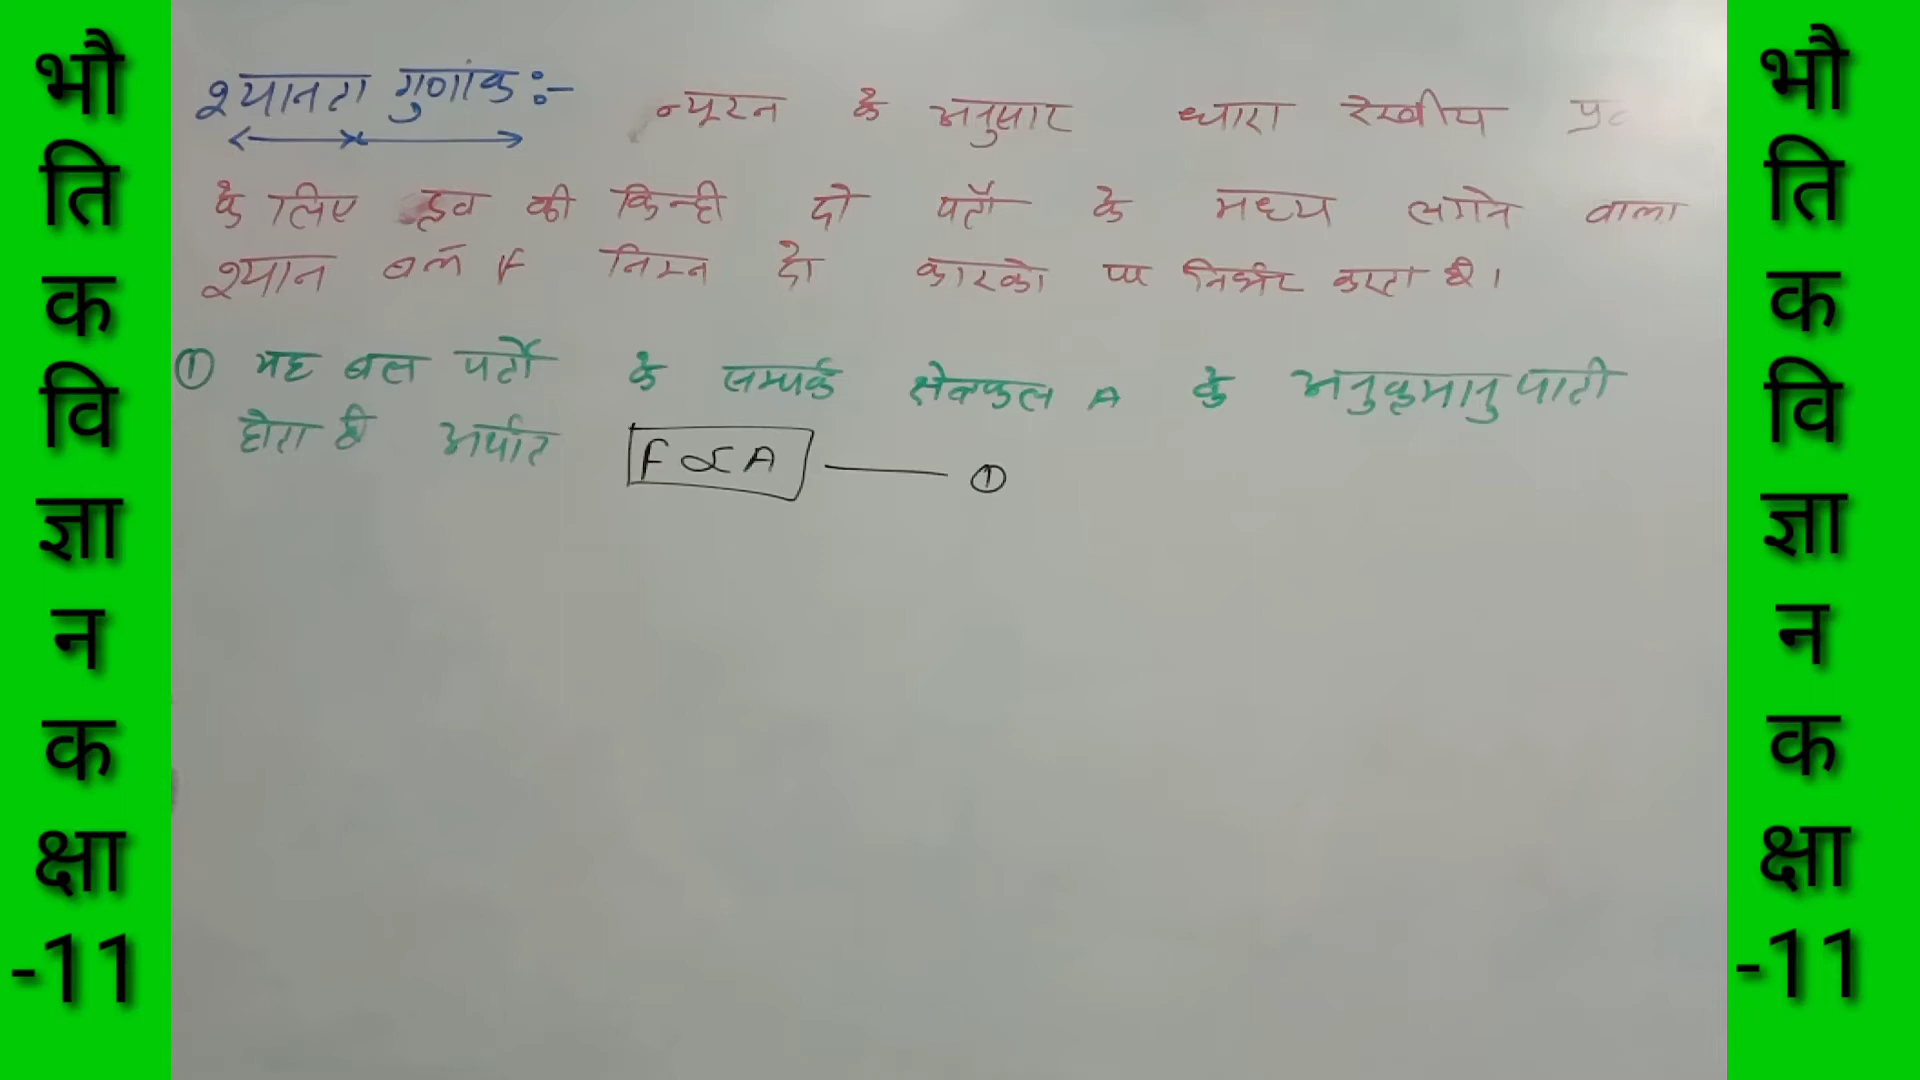 भौतिक विज्ञान कक्षा -11
श्यानता गुणांक :-
न्यूटन के अनुसार धारा रेखीय
के लिए द्रव की किन्ही दो पर्तों के मध्य लगने वाला
श्यान बल F निम्न दो कारको पर निर्भर करता है।
① यह बल पर्तो के सम्पर्क क्षेत्रफल A के अनुक्रमानुपाती
होता है अर्थात F ∝ A —— ①
भौतिक विज्ञान कक्षा -11